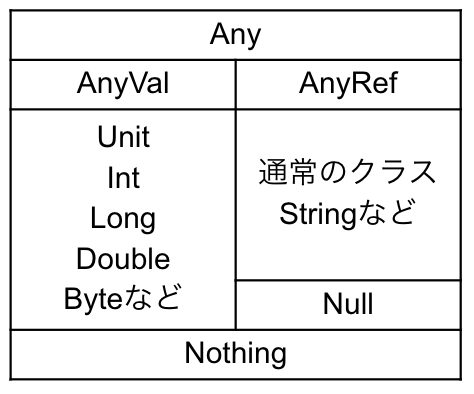 Any
AnyVal
AnyRef
Unit
Int
Long
Double
Byteなど
通常のクラス
Stringなど
Null
Nothing